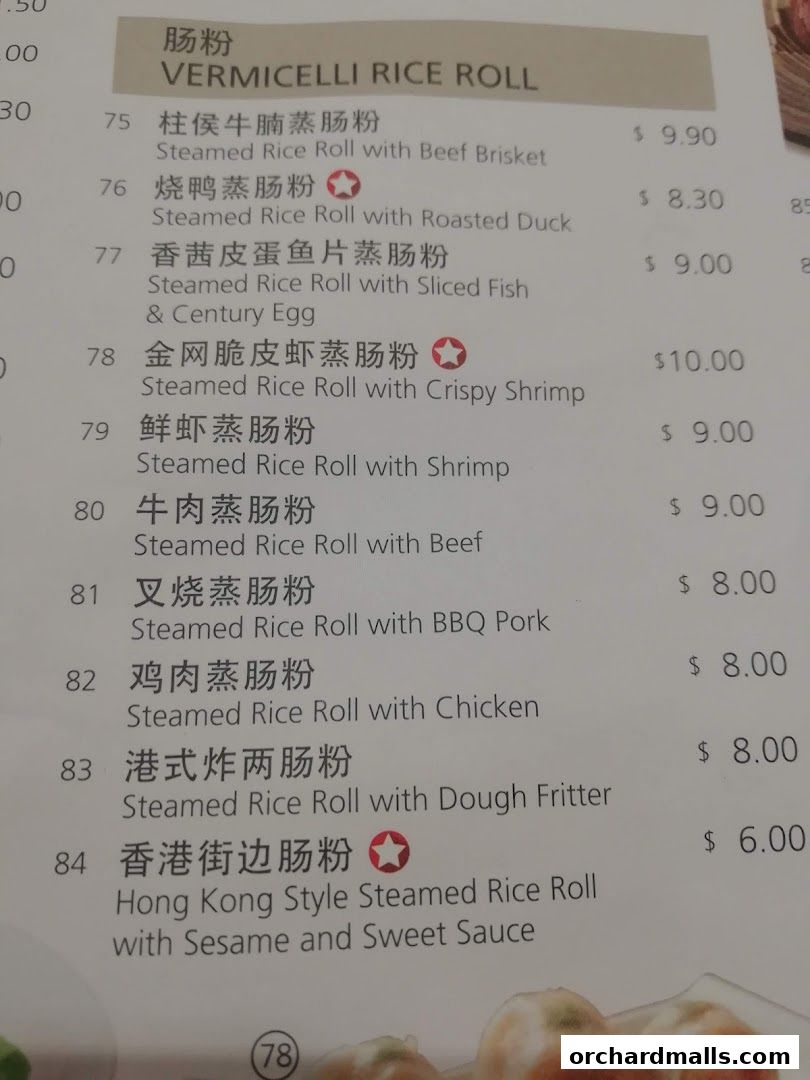 1.50
.00
30
肠粉
VERMICELLI RICE ROLL
75 柱侯牛腩蒸肠粉 $ 9.90
Steamed Rice Roll with Beef Brisket
76 烧鸭蒸肠粉 $ 8.30
Steamed Rice Roll with Roasted Duck
77 香茜皮蛋鱼片蒸肠粉 $ 9.00
Steamed Rice Roll with Sliced Fish
& Century Egg
78 金网脆皮虾蒸肠粉 $10.00
Steamed Rice Roll with Crispy Shrimp
79 鲜虾蒸肠粉 $ 9.00
Steamed Rice Roll with Shrimp
80 牛肉蒸肠粉 $ 9.00
Steamed Rice Roll with Beef
81 叉烧蒸肠粉 $ 8.00
Steamed Rice Roll with BBQ Pork
82 鸡肉蒸肠粉 $ 8.00
Steamed Rice Roll with Chicken
83 港式炸两肠粉 $ 8.00
Steamed Rice Roll with Dough Fritter
84 香港街边肠粉 $ 6.00
Hong Kong Style Steamed Rice Roll
with Sesame and Sweet Sauce
78
orchardmalls.com